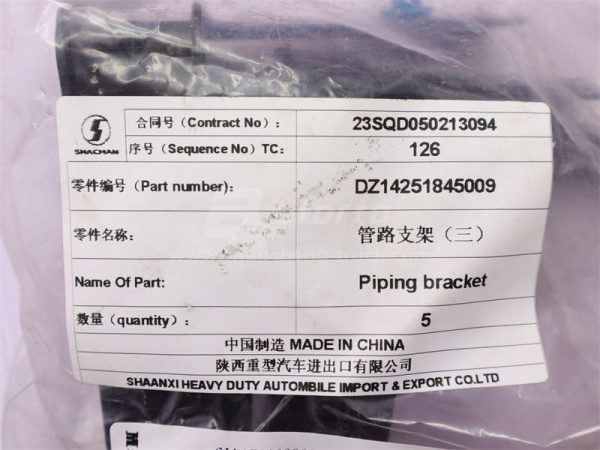 SHACMAN
合同号（Contract No）：
23SQD050213094
序号（Sequence No）TC：
126
零件编号（Part number）：
DZ14251845009
零件名称：
管路支架（三）
Name Of Part:
Piping bracket
数量（quantity）：
5
中国制造 MADE IN CHINA
陕西重型汽车进出口有限公司
SHAANXI HEAVY DUTY AUTOMBILE IMPORT & EXPORT CO.LTD